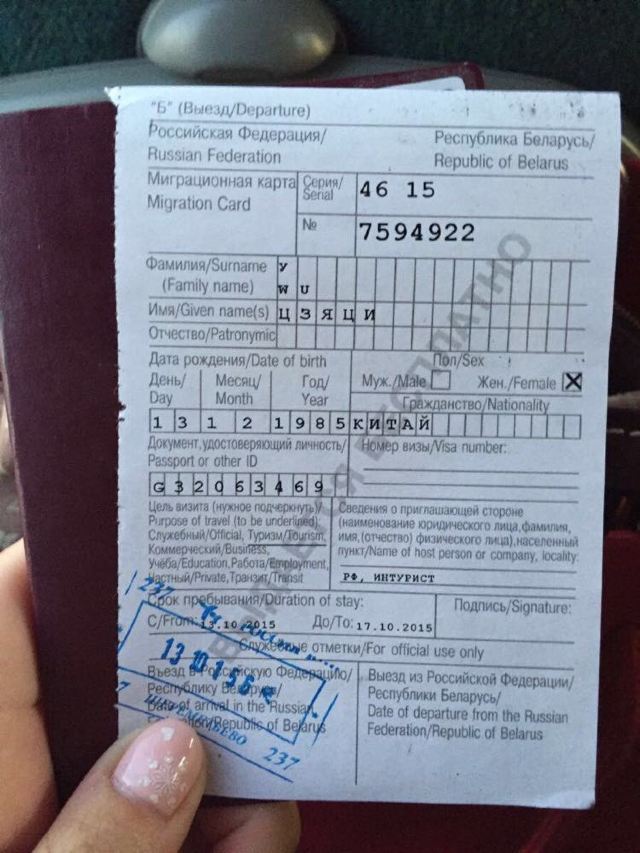 "Б" (Выезд/Departure)
Российская Федерация/ Республика Беларусь/
Russian Federation Republic of Belarus
Миграционная карта Серия/ 46 15
Migration Card Serial
№ 7594922
Фамилия/Surname У
(Family name) WU
Имя/Given name(s) ЦЗЯЦИ
Отчество/Patronymic
Дата рождения/Date of birth Пол/Sex
День/ Месяц/ Год/ Муж./Male Жен./Female X
Day Month Year Гражданство/Nationality
13 12 1985 КИТАЙ
Документ, удостоверяющий личность/ Номер визы/Visa number:
Passport or other ID
G32063469
Цель визита (нужное подчеркнуть)/ Сведения о приглашающей стороне
Purpose of travel (to be underlined) (наименование юридического лица, фамилия,
Служебный/Official, Туризм/Tourism, имя, (отчество) физического лица), населенный
Коммерческий/Business, пункт/Name of host person or company, locality:
Учёба/Education, Работа/Employment,
Частный/Private, Транзит/Transit РФ, ИНТУРИСТ
Срок пребывания/Duration of stay: Подпись/Signature:
С/From: 13.10.2015 До/To: 17.10.2015
Служебные отметки/For official use only
Въезд в Российскую Федерацию/ Выезд из Российской Федерации/
Республику Беларусь/ Республики Беларусь/
Date of arrival in the Russian Date of departure from the Russian
Federation/Republic of Belarus Federation/Republic of Belarus
237
13 10 15
ШЕРЕМЕТЬЕВО 237
БЕСПЛАТНО